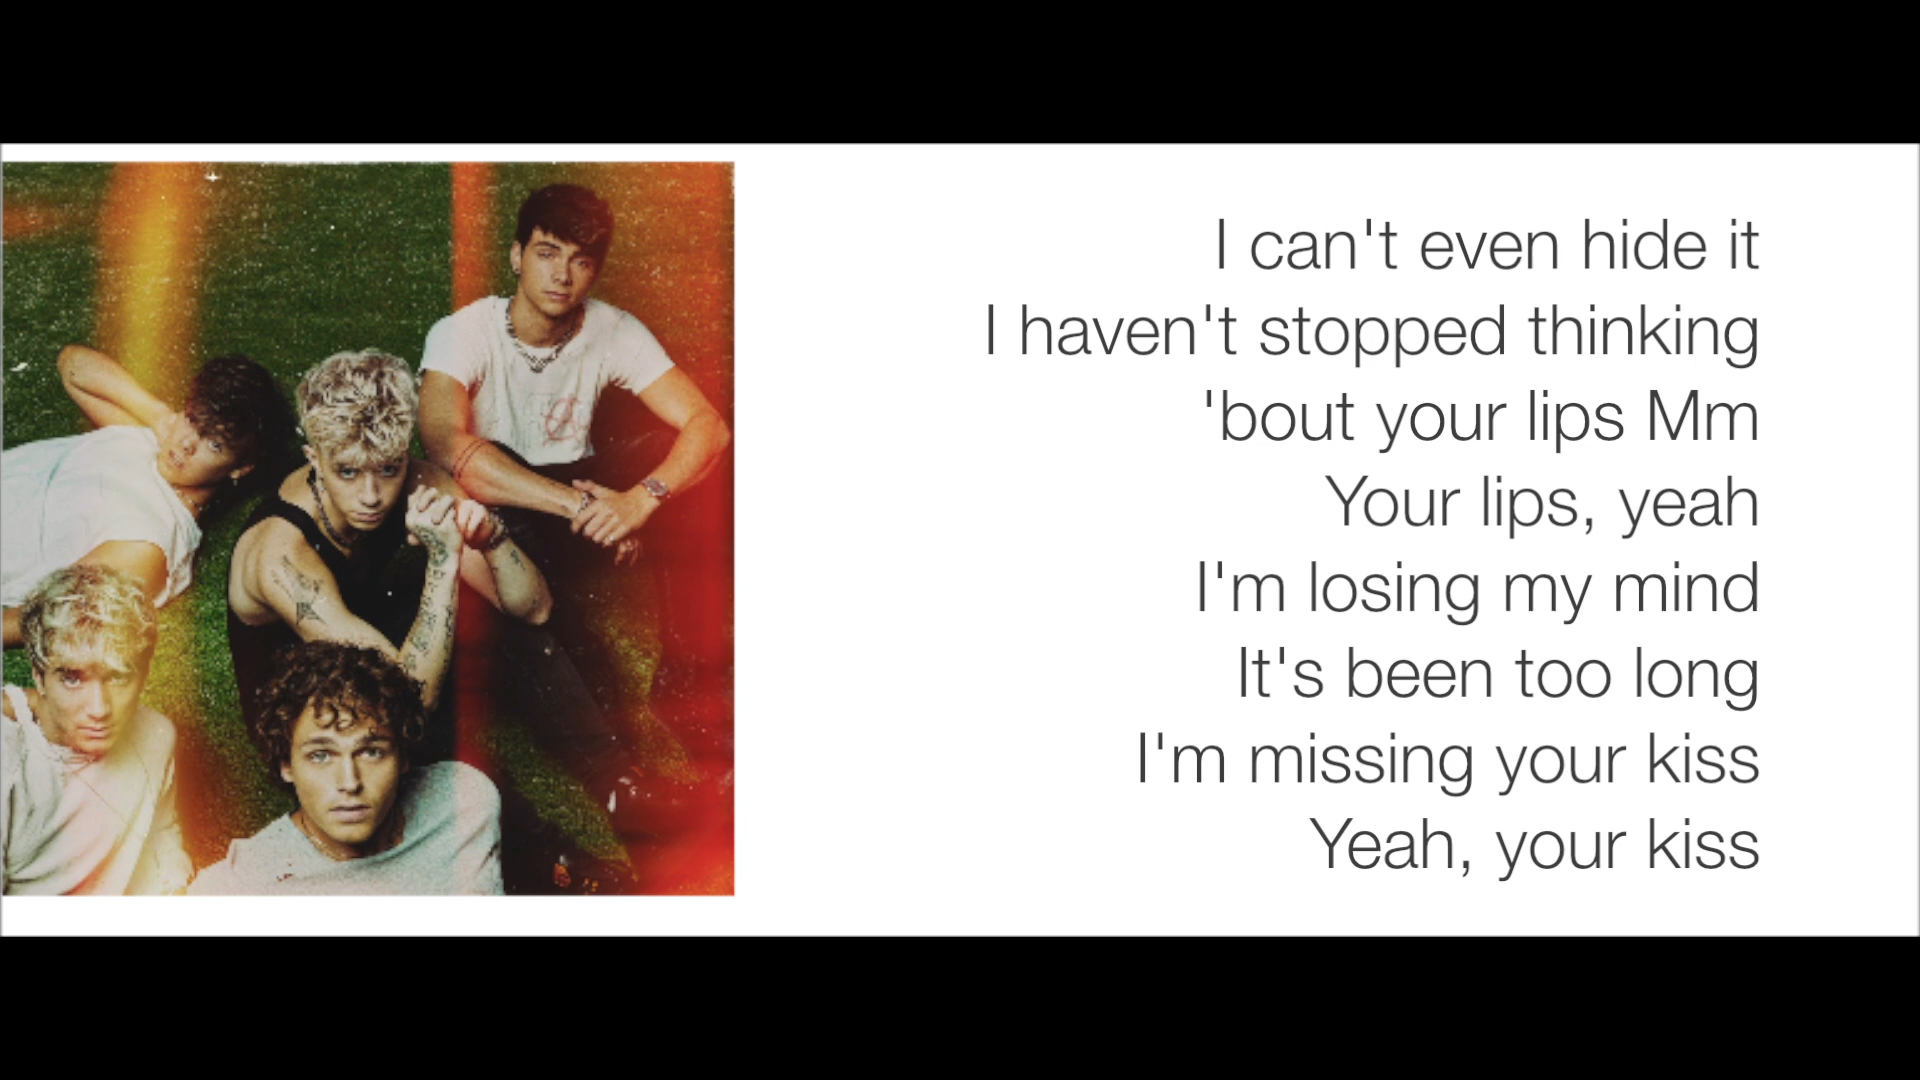 I can't even hide it
I haven't stopped thinking
'bout your lips Mm
Your lips, yeah
I'm losing my mind
It's been too long
I'm missing your kiss
Yeah, your kiss